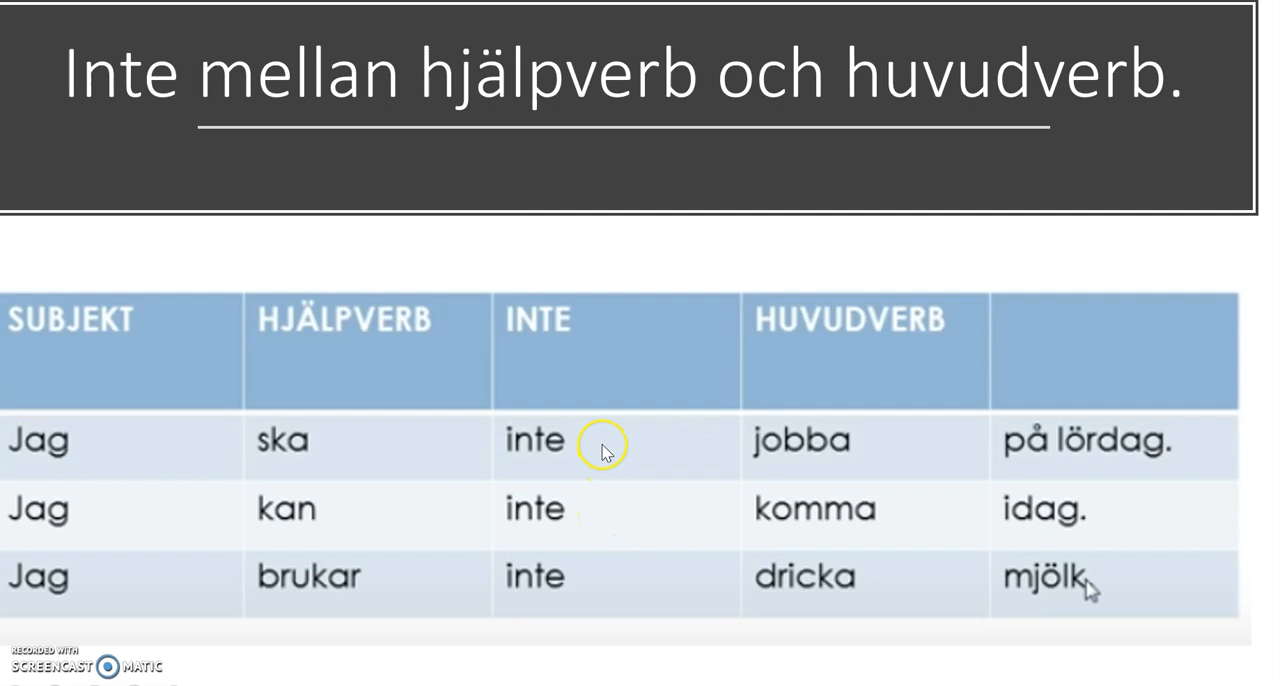 Inte mellan hjälpverb och huvudverb.
SUBJEKT HJÄLPVERB INTE HUVUDVERB
Jag ska inte jobba på lördag.
Jag kan inte komma idag.
Jag brukar inte dricka mjölk
RECORDED WITH
SCREENCAST MATIC